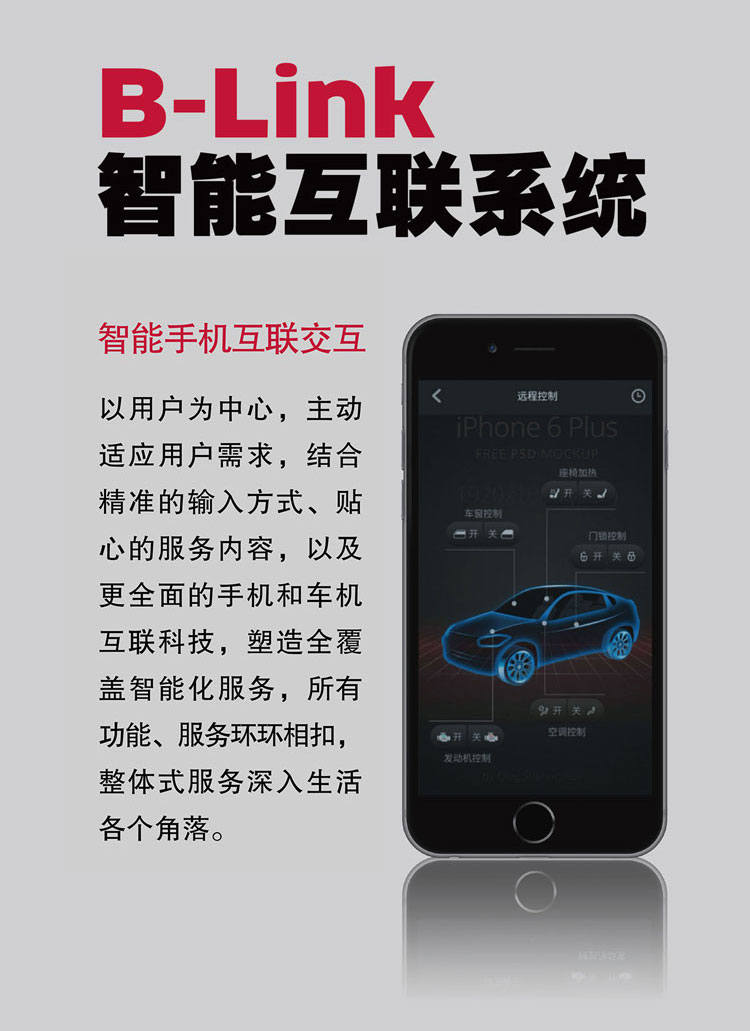 B-Link
智能互联系统
智能手机互联交互
以用户为中心，主动
适应用户需求，结合
精准的输入方式、贴
心的服务内容，以及
更全面的手机和车机
互联科技，塑造全覆
盖智能化服务，所有
功能、服务环环相扣，
整体式服务深入生活
各个角落。
远程控制
iPhone 6 Plus
FREE PSD MOCKUP
座椅加热
开 关
车窗控制
开 关
门锁控制
开 关
开 关
空调控制
开 关
发动机控制